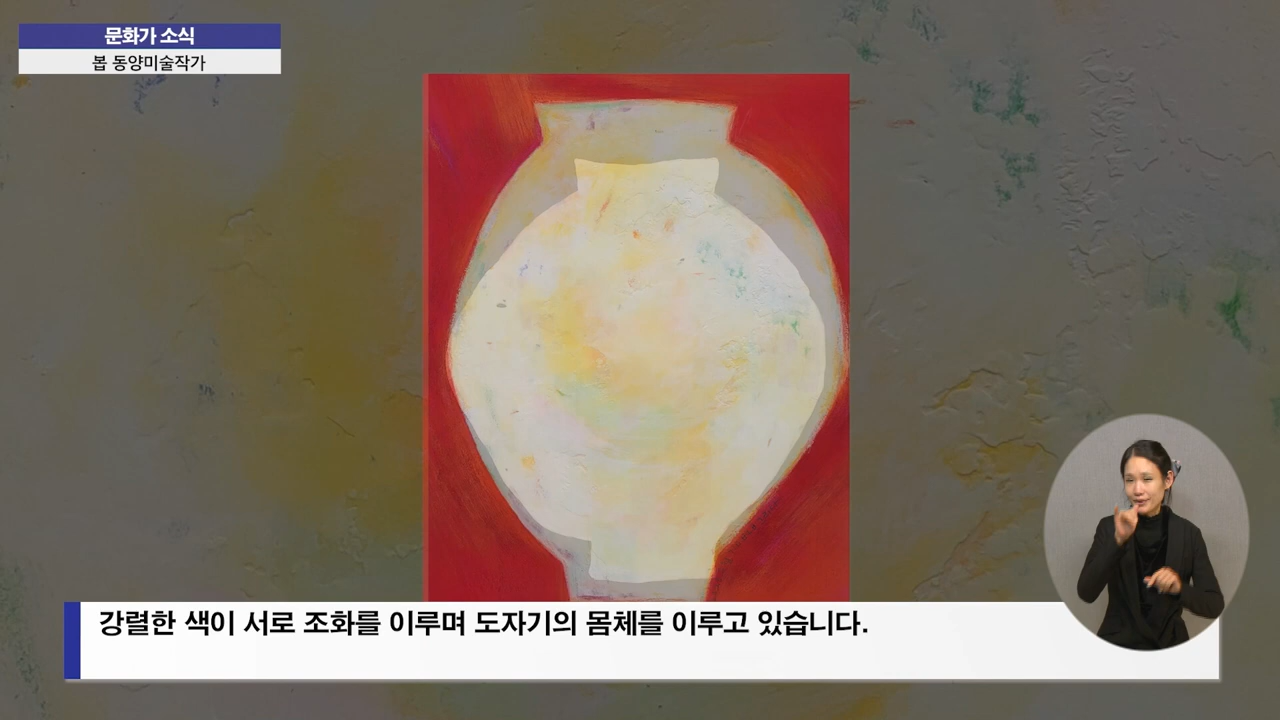 문화가 소식
봅 동양미술작가
강렬한 색이 서로 조화를 이루며 도자기의 몸체를 이루고 있습니다.